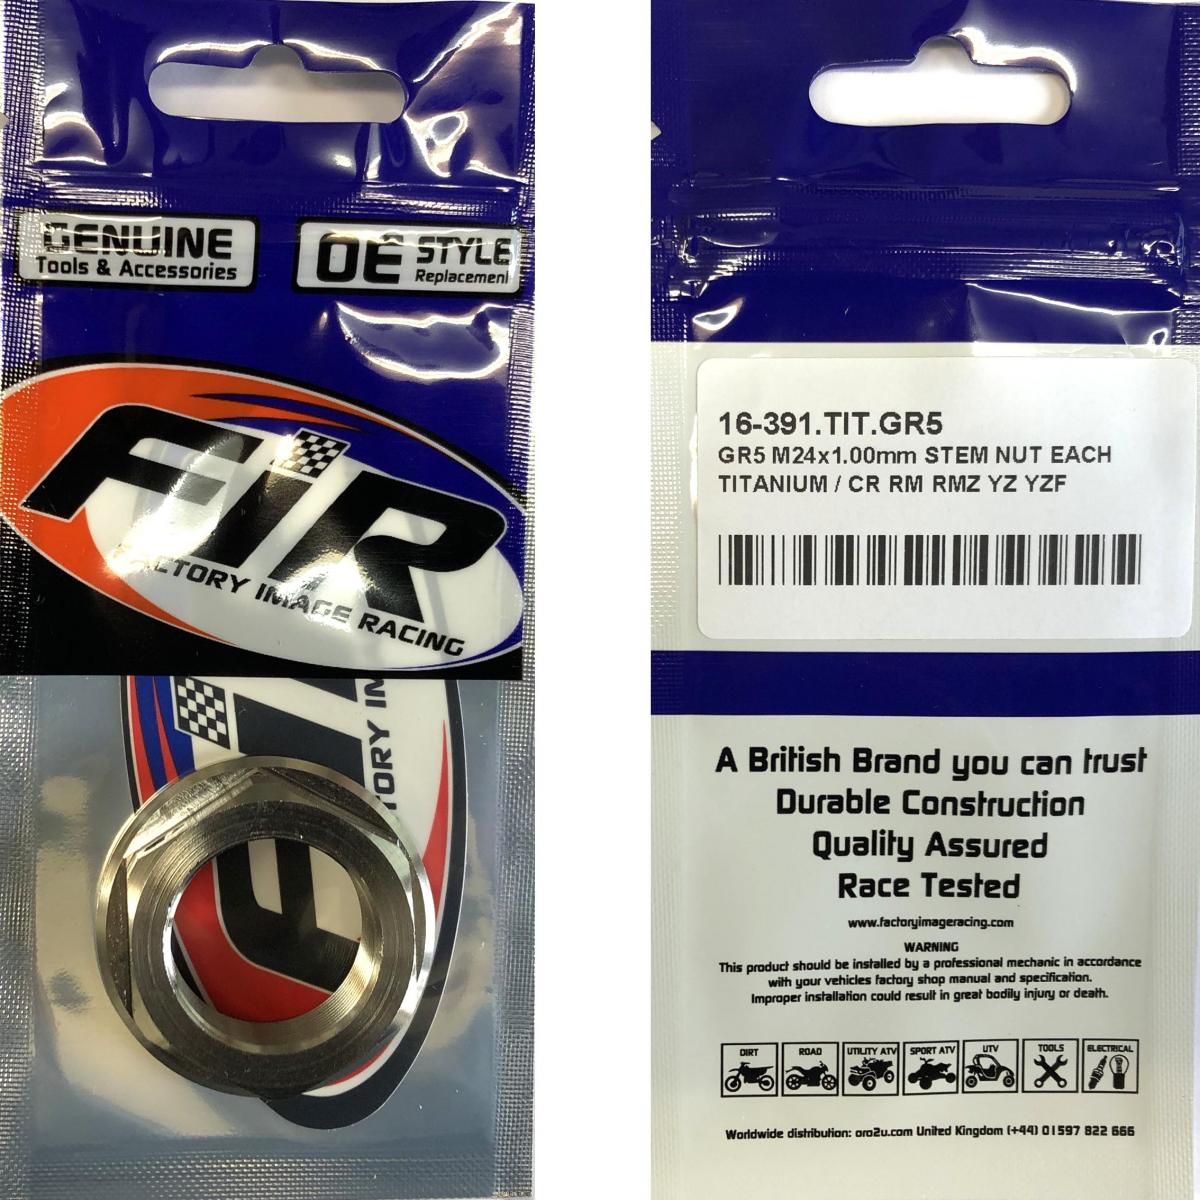 GENUINE
Tools & Accessories
OE STYLE
Replacement
FIR
FACTORY IMAGE RACING
16-391.TIT.GR5
GR5 M24x1.00mm STEM NUT EACH
TITANIUM / CR RM RMZ YZ YZF
A British Brand you can trust
Durable Construction
Quality Assured
Race Tested
www.factoryimageracing.com
WARNING
This product should be installed by a professional mechanic in accordance
with your vehicles factory shop manual and specification.
Improper installation could result in great bodily injury or death.
DIRT ROAD UTILITY ATV SPORT ATV UTV TOOLS ELECTRICAL
Worldwide distribution: oro2u.com United Kingdom (+44) 01597 822 666